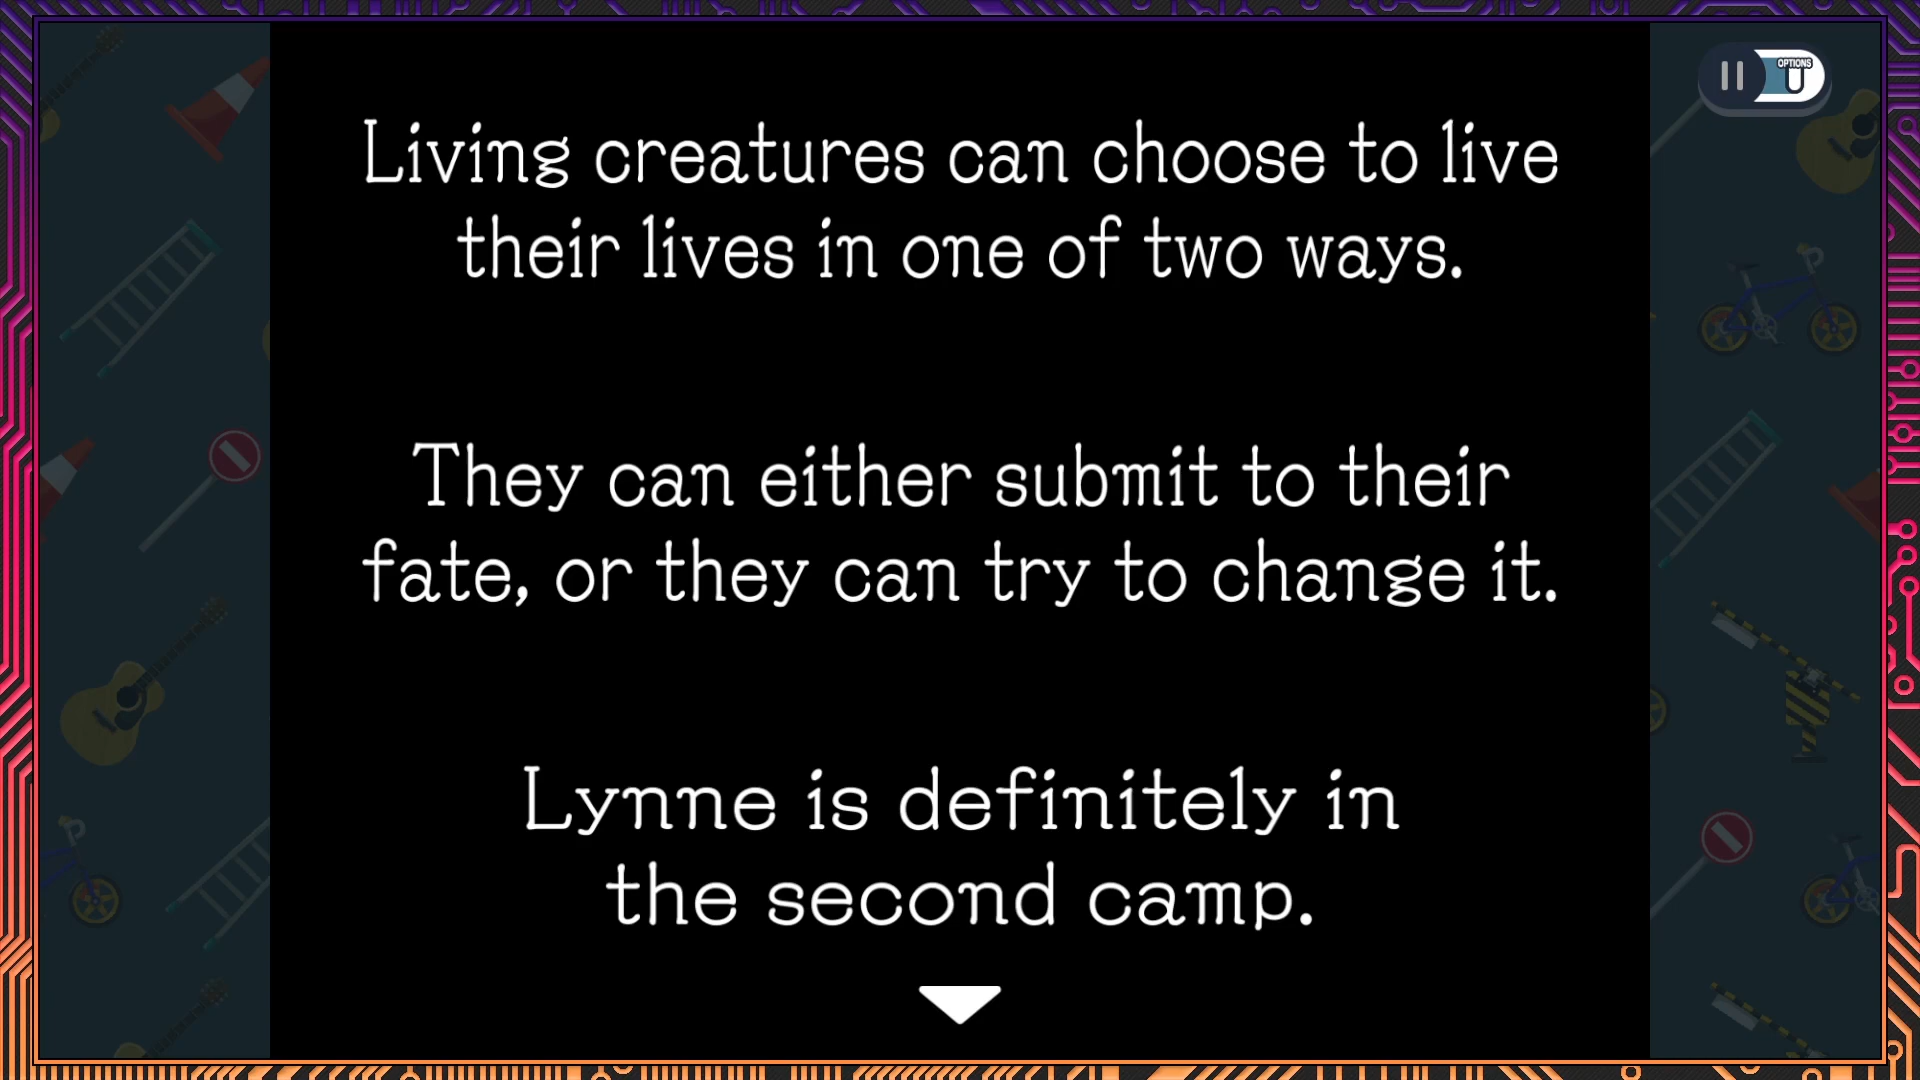 OPTIONS
Living creatures can choose to live
their lives in one of two ways.
They can either submit to their
fate, or they can try to change it.
Lynne is definitely in
the second camp.